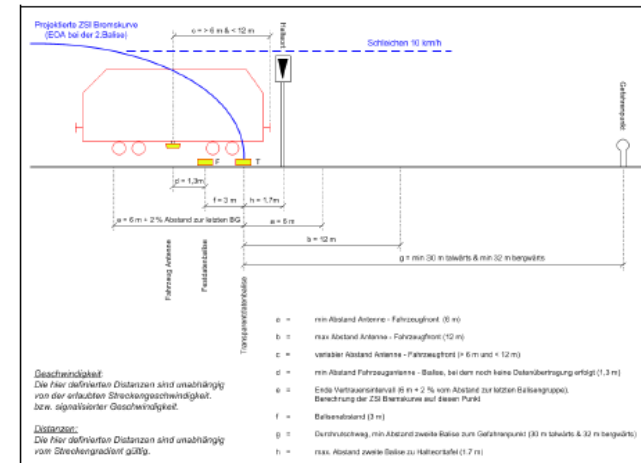 Projektierte ZSI Bremskurve
(EOA bei der 2.Balise)
c = > 6 m & < 12 m
Haltwort
Schleichen 10 km/h
Gefahrenpunkt
F
T
d = 1,3m
f = 3 m
h = 1.7m
e = 6 m + 2 % Abstand zur letzten BG
a = 6 m
b = 12 m
g = min 30 m talwärts & min 32 m bergwärts
Fahrzeug Antenne
Festdatenbalise
Transparentdatenbalise
a = min Abstand Antenne - Fahrzeugfront (6 m)
b = max Abstand Antenne - Fahrzeugfront (12 m)
c = variabler Abstand Antenne - Fahrzeugfront (> 6 m und < 12 m)
d = min Abstand Fahrzeugantenne - Balise, bei dem noch keine Datenübertragung erfolgt (1,3 m)
e = Ende Vertrauensintervall (6 m + 2 % vom Abstand zur letzten Balisengruppe).
Berechnung der ZSI Bremskurve auf diesen Punkt
f = Balisenabstand (3 m)
g = Durchrutschweg, min Abstand zweite Balise zum Gefahrenpunkt (30 m talwärts & 32 m bergwärts)
h = max. Abstand zweite Balise zu Halteorttafel (1.7 m)
Geschwindigkeit:
Die hier definierten Distanzen sind unabhängig
von der erlaubten Streckengeschwindigkeit.
bzw. signalisierter Geschwindigkeit.
Distanzen:
Die hier definierten Distanzen sind unabhängig
vom Streckengradient gültig.